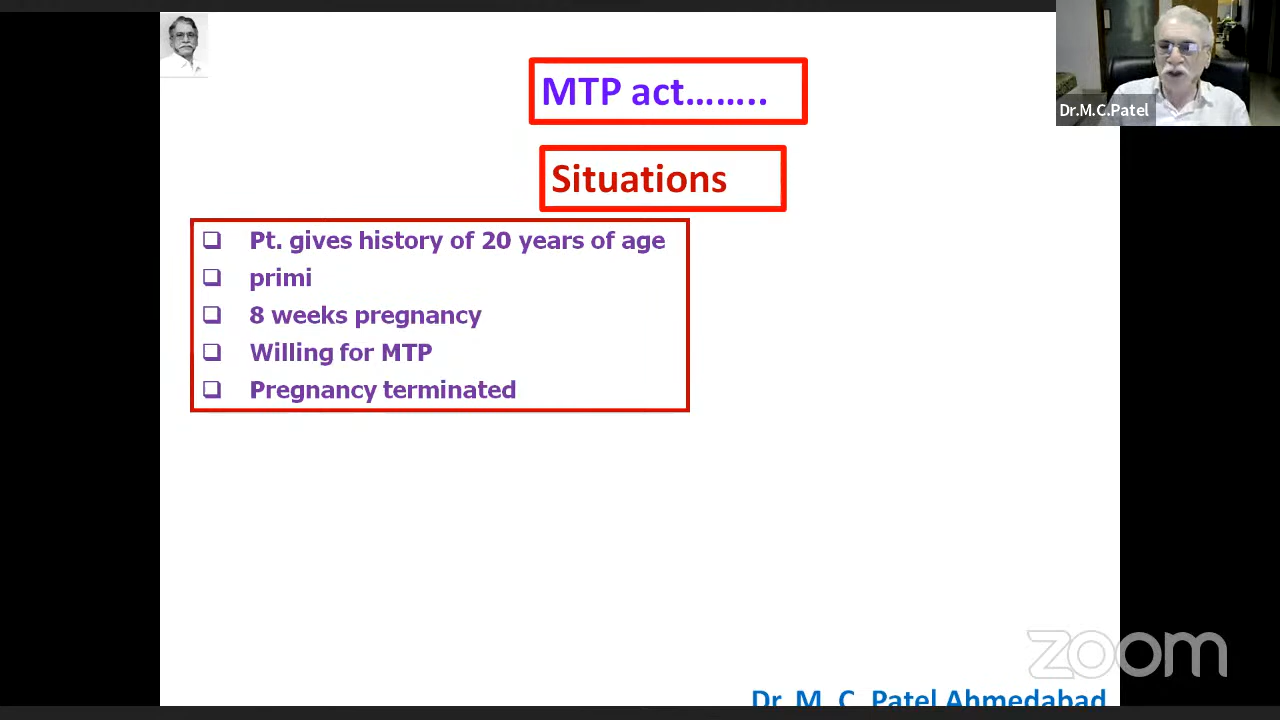 MTP act……..
Dr.M.C.Patel
Situations
❑ Pt. gives history of 20 years of age
❑ primi
❑ 8 weeks pregnancy
❑ Willing for MTP
❑ Pregnancy terminated
zoom
Dr. M. C. Patel Ahmedabad